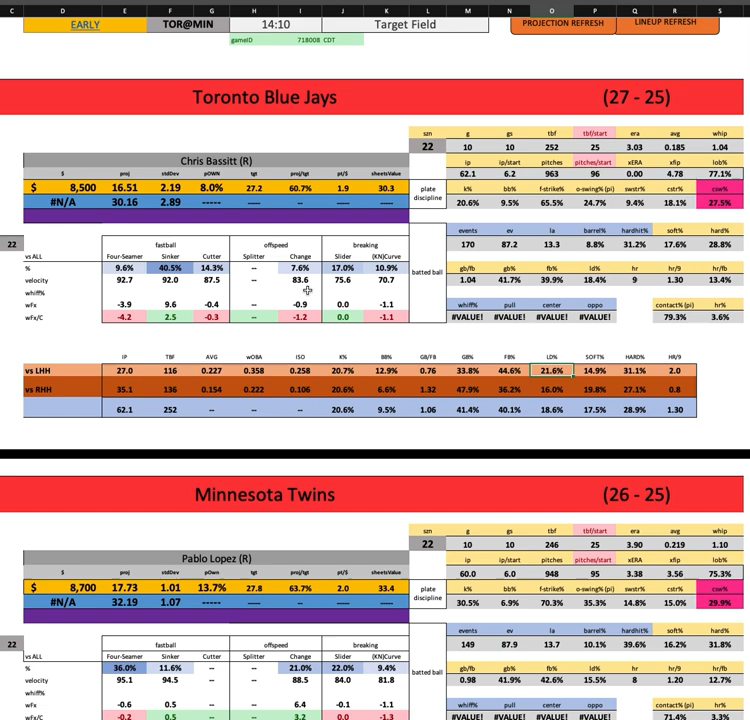 C D E F G H I J K L M N O P Q R S
EARLY TOR@MIN 14:10 Target Field PROJECTION REFRESH LINEUP REFRESH
gameID 718008 CDT
Toronto Blue Jays (27 - 25)
szn g gs tbf tbf/start era avg whip
22 10 10 252 25 3.03 0.185 1.04
Chris Bassitt (R) ip ip/start pitches pitches/start xERA xfip lob%
$ proj stdDev pOWN tgt proj/tgt pt/$ sheetsValue 62.1 6.2 963 96 0.00 4.78 77.1%
$ 8,500 16.51 2.19 8.0% 27.2 60.7% 1.9 30.3 plate discipline k% bb% f-strike% o-swing% (pi) swstr% cstr% csw%
#N/A 30.16 2.89 ----- ----- ---- --- ---- 20.6% 9.5% 65.5% 24.7% 9.4% 18.1% 27.5%
events ev la barrel% hardhit% soft% hard%
22 fastball offspeed breaking 170 87.2 13.3 8.8% 31.2% 17.6% 28.8%
vs ALL Four-Seamer Sinker Cutter Splitter Change Slider (KN)Curve
% 9.6% 40.5% 14.3% -- 7.6% 17.0% 10.9% batted ball gb/fb gb% fb% ld% hr hr/9 hr/fb
velocity 92.7 92.0 87.5 -- 83.6 75.6 70.7 1.04 41.7% 39.9% 18.4% 9 1.30 13.4%
whiff%
wFx -3.9 9.6 -0.4 -0.9 0.0 -1.1 whiff% pull center oppo contact% (pi) hr%
wFx/C -4.2 2.5 -0.3 -- -1.2 0.0 -1.1 #VALUE! #VALUE! #VALUE! #VALUE! 79.3% 3.6%
IP TBF AVG wOBA ISO K% BB% GB/FB GB% FB% LD% SOFT% HARD% HR/9
vs LHH 27.0 116 0.227 0.358 0.258 20.7% 12.9% 0.76 33.8% 44.6% 21.6% 14.9% 31.1% 2.0
vs RHH 35.1 136 0.154 0.222 0.106 20.6% 6.6% 1.32 47.9% 36.2% 16.0% 19.8% 27.1% 0.8
62.1 252 -- -- 20.6% 9.5% 1.06 41.4% 40.1% 18.6% 17.5% 28.9% 1.30
Minnesota Twins (26 - 25)
szn g gs tbf tbf/start era avg whip
22 10 10 246 25 3.90 0.219 1.10
Pablo Lopez (R) ip ip/start pitches pitches/start xERA xfip lob%
$ proj stdDev pOwn tgt proj/tgt pt/$ sheetsValue 60.0 6.0 948 95 3.38 3.56 75.3%
$ 8,700 17.73 1.01 13.7% 27.8 63.7% 2.0 33.4 plate discipline k% bb% f-strike% o-swing% (pi) swstr% cstr% csw%
#N/A 32.19 1.07 ----- ---- --- -- --- 30.5% 6.9% 70.3% 35.3% 14.8% 15.0% 29.9%
events ev la barrel% hardhit% soft% hard%
22 fastball offspeed breaking 149 87.9 13.7 10.1% 39.6% 16.2% 31.8%
vs ALL Four-Seamer Sinker Cutter Splitter Change Slider (KN)Curve
% 36.0% 11.6% -- -- 21.0% 22.0% 9.4% batted ball gb/fb gb% fb% ld% hr hr/9 hr/fb
velocity 95.1 94.5 -- -- 88.5 84.0 81.8 0.98 41.9% 42.6% 15.5% 8 1.20 12.7%
whiff%
wFx -0.6 0.5 6.4 -0.1 -1.1 whiff% pull center oppo contact% (pi) hr%
wFx/C -0.2 0.5 -- -- 3.2 0.0 -1.3 #VALUE! #VALUE! #VALUE! #VALUE! 71.4% 3.3%